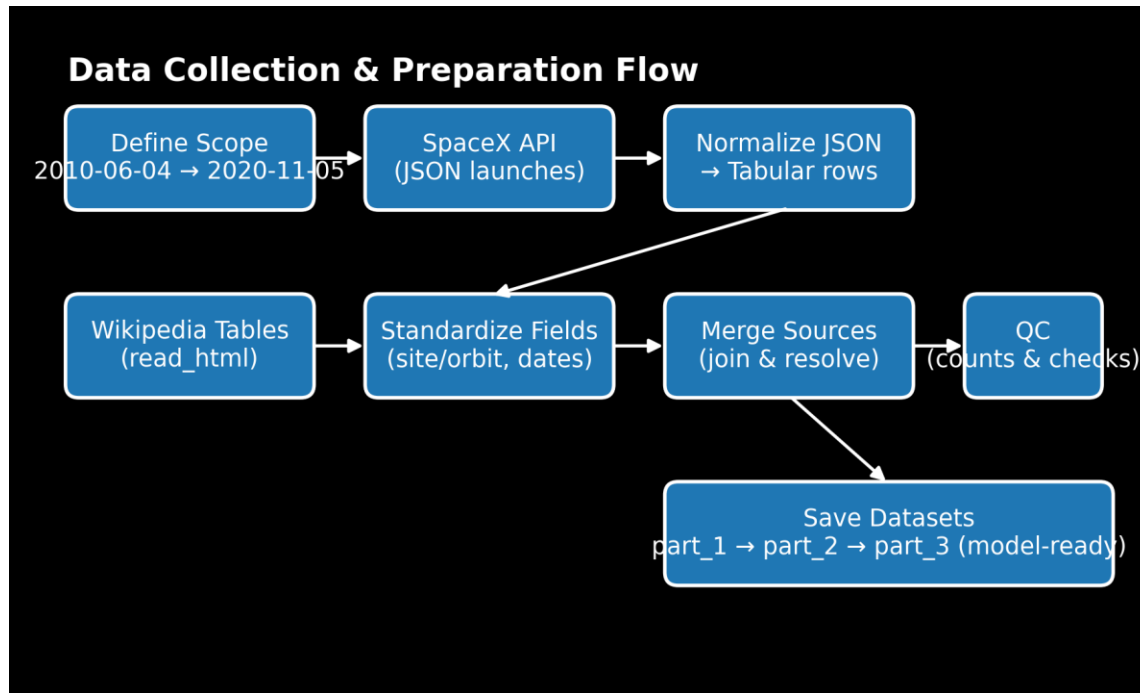 Data Collection & Preparation Flow
Define Scope
2010-06-04 → 2020-11-05
SpaceX API
(JSON launches)
Normalize JSON
→ Tabular rows
Wikipedia Tables
(read_html)
Standardize Fields
(site/orbit, dates)
Merge Sources
(join & resolve)
QC
(counts & checks)
Save Datasets
part_1 → part_2 → part_3 (model-ready)